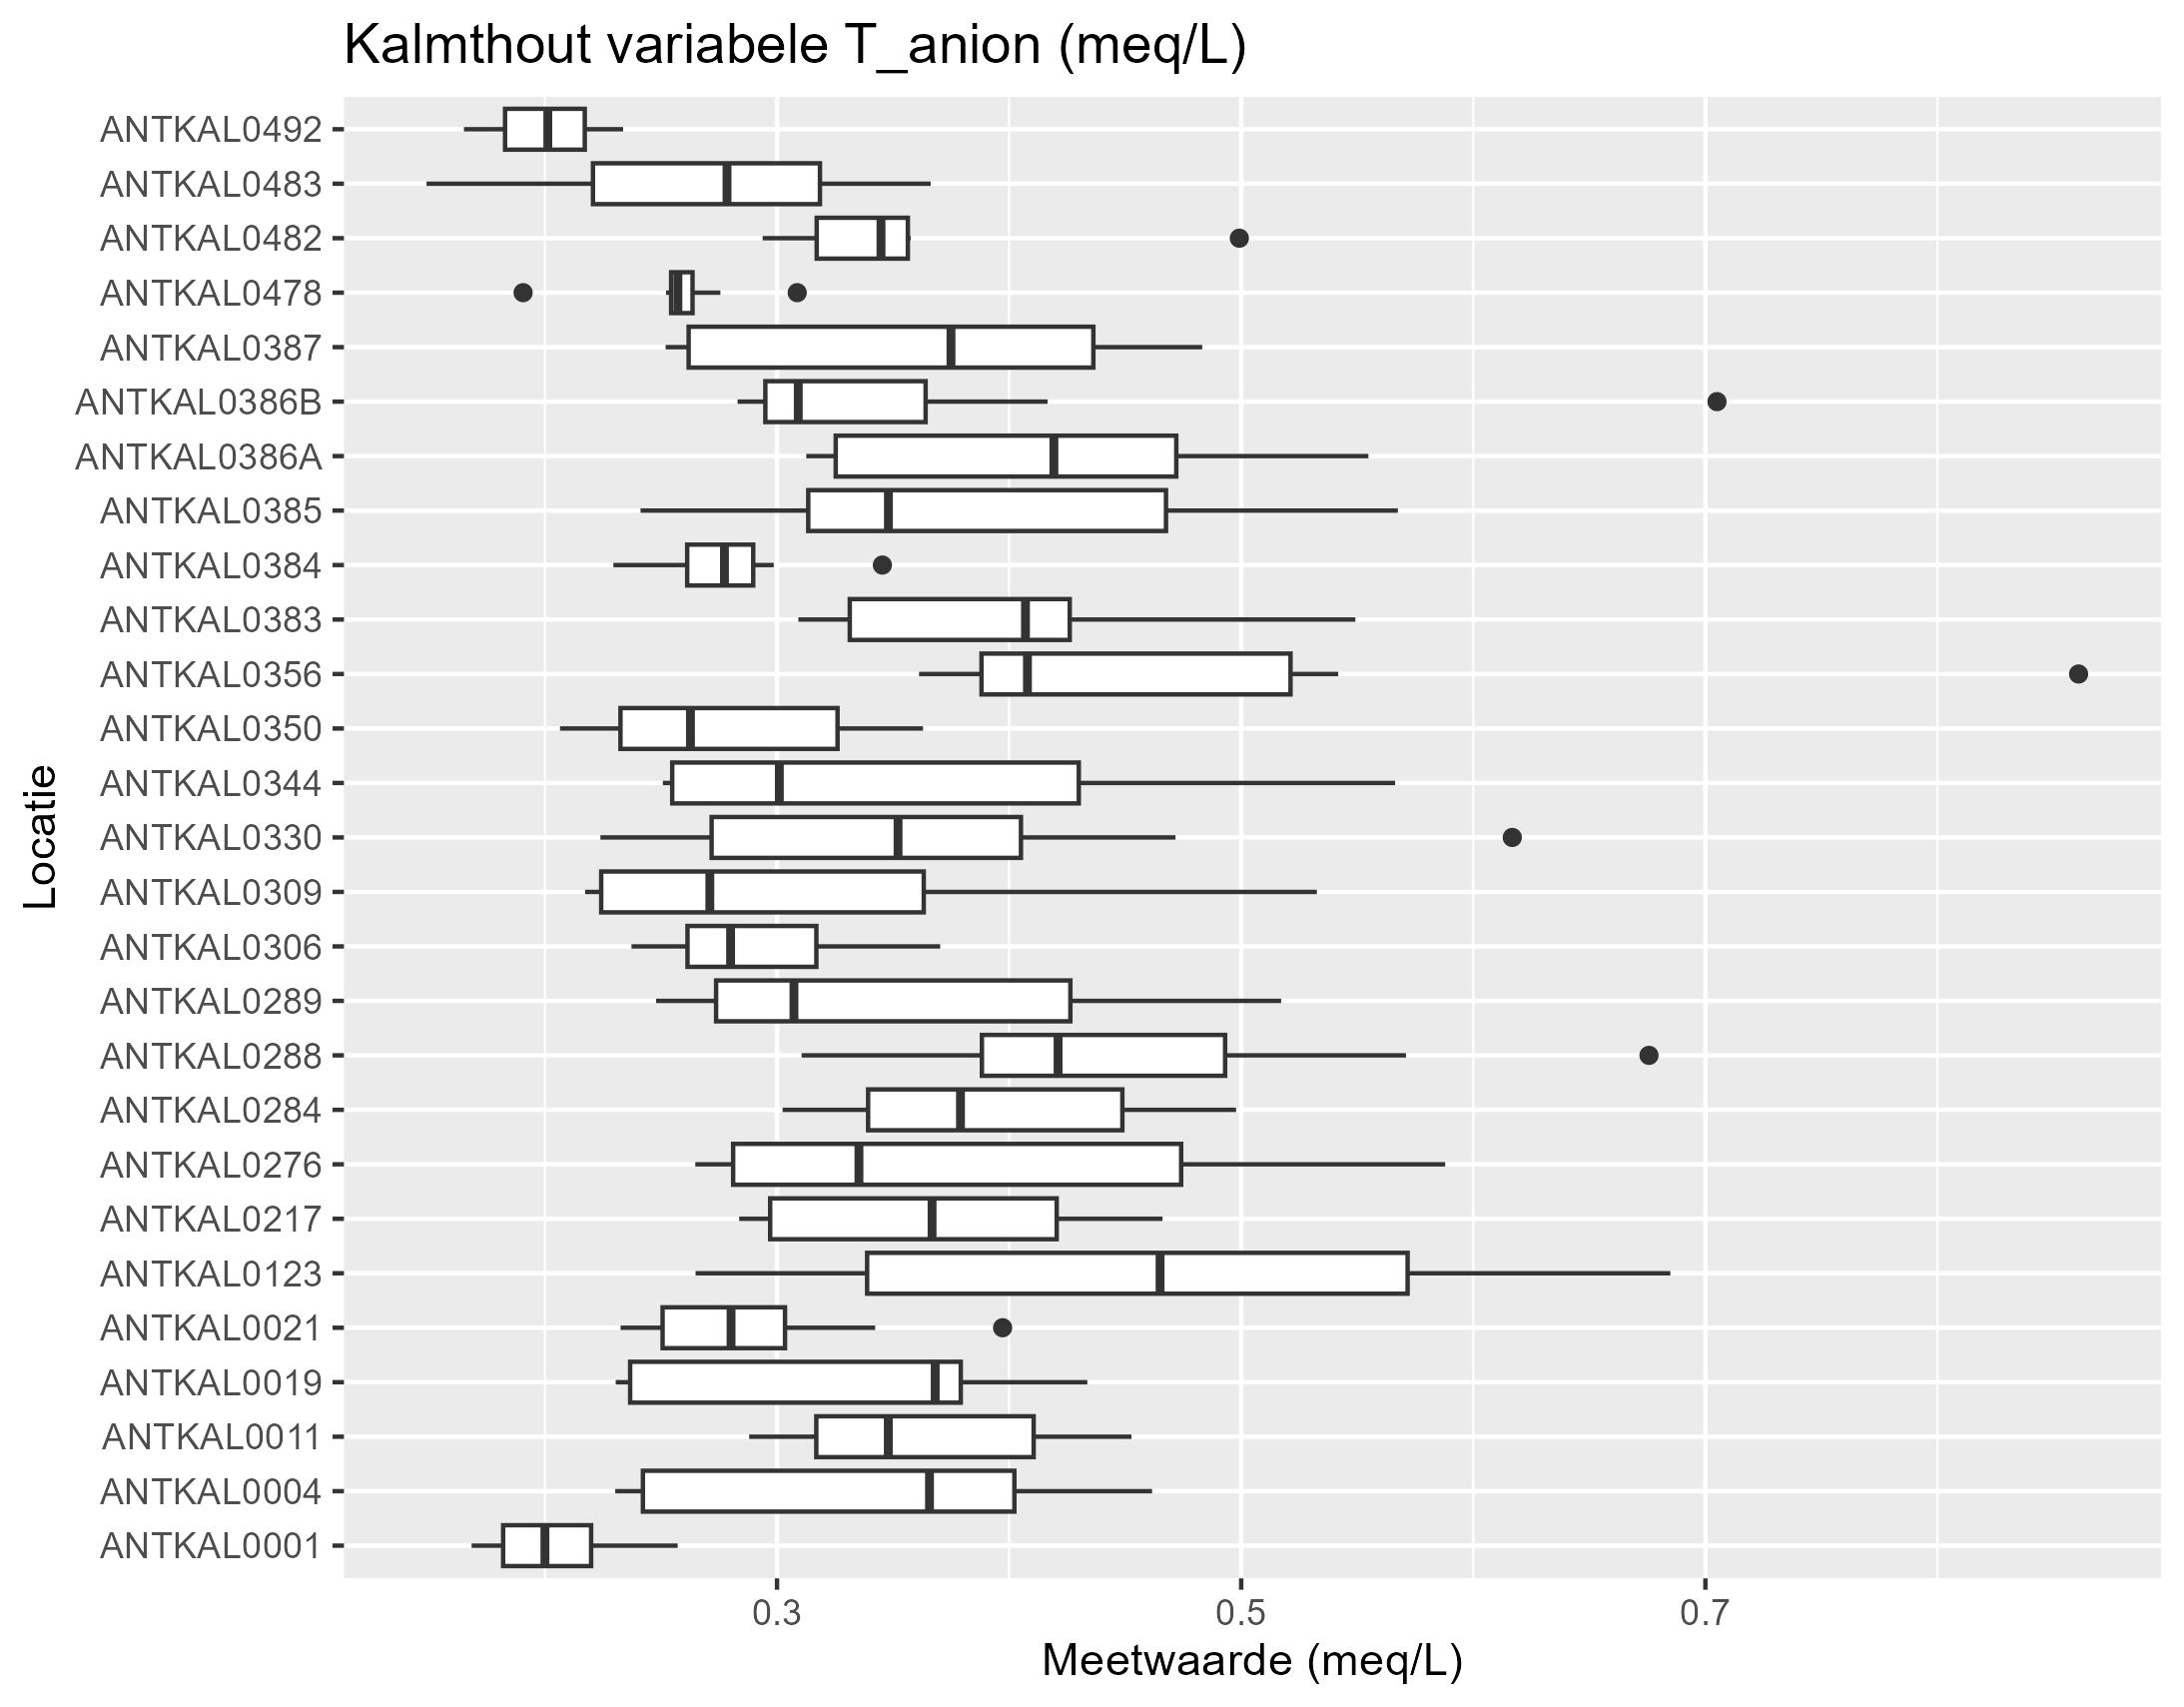 Kalmthout variabele T_anion (meq/L)
ANTKAL0492
ANTKAL0483
ANTKAL0482
ANTKAL0478
ANTKAL0387
ANTKAL0386B
ANTKAL0386A
ANTKAL0385
ANTKAL0384
ANTKAL0383
ANTKAL0356
ANTKAL0350
ANTKAL0344
ANTKAL0330
ANTKAL0309
ANTKAL0306
ANTKAL0289
ANTKAL0288
ANTKAL0284
ANTKAL0276
ANTKAL0217
ANTKAL0123
ANTKAL0021
ANTKAL0019
ANTKAL0011
ANTKAL0004
ANTKAL0001
Locatie
0.3 0.5 0.7
Meetwaarde (meq/L)